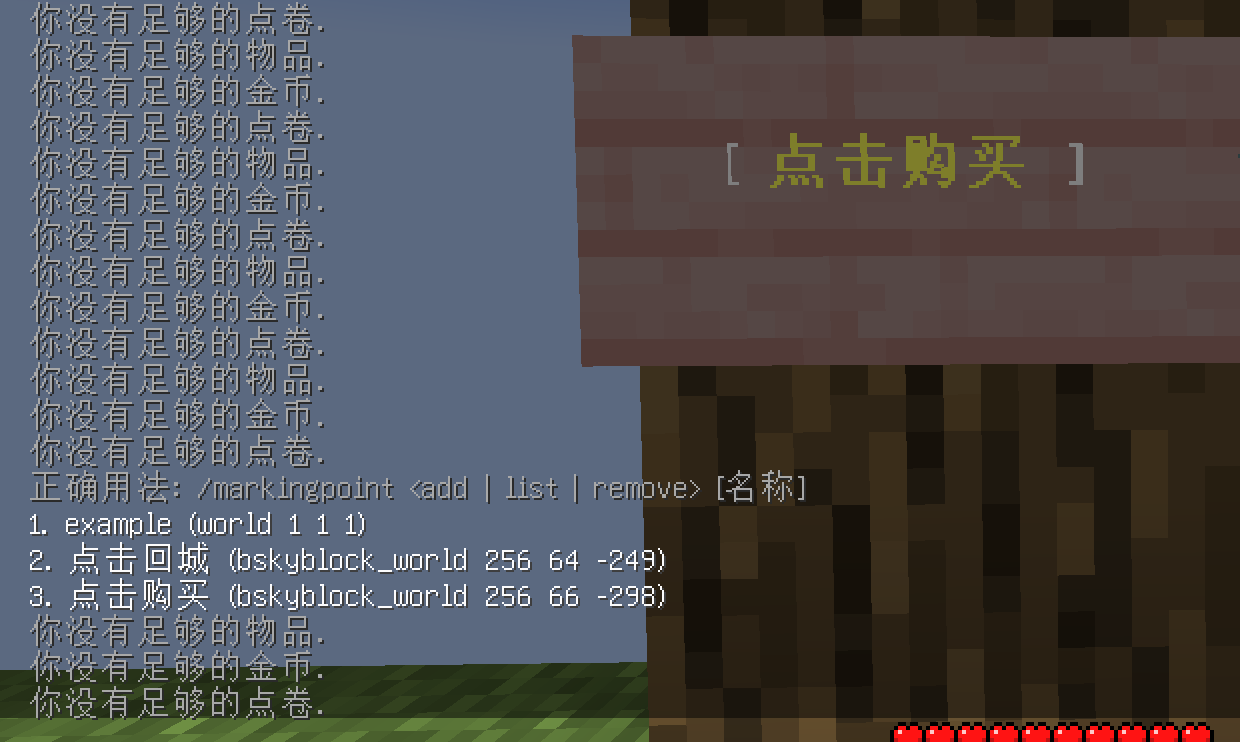 你没有足够的点卷.
你没有足够的物品.
你没有足够的金币.
你没有足够的点卷.
你没有足够的物品.
你没有足够的金币.
你没有足够的点卷.
你没有足够的物品.
你没有足够的金币.
你没有足够的点卷.
你没有足够的物品.
你没有足够的金币.
你没有足够的点卷.
正确用法: /markingpoint <add | list | remove> [名称]
1. example (world 1 1 1)
2. 点击回城 (bskyblock_world 256 64 -249)
3. 点击购买 (bskyblock_world 256 66 -298)
你没有足够的物品.
你没有足够的金币.
你没有足够的点卷.
[ 点击购买 ]